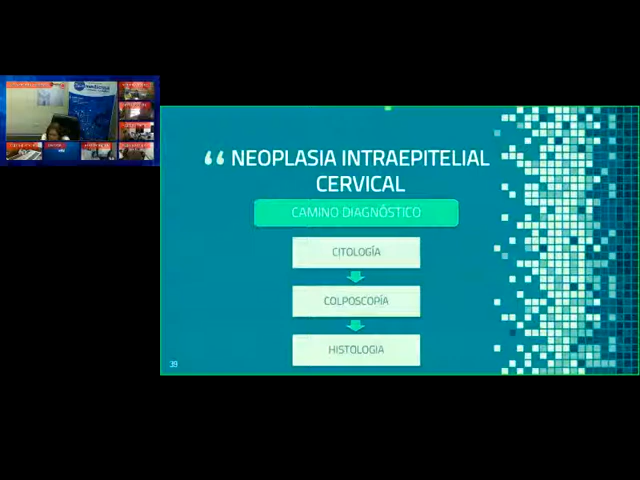 “ NEOPLASIA INTRAEPITELIAL
CERVICAL
CAMINO DIAGNÓSTICO
CITOLOGÍA
COLPOSCOPÍA
HISTOLOGIA
39